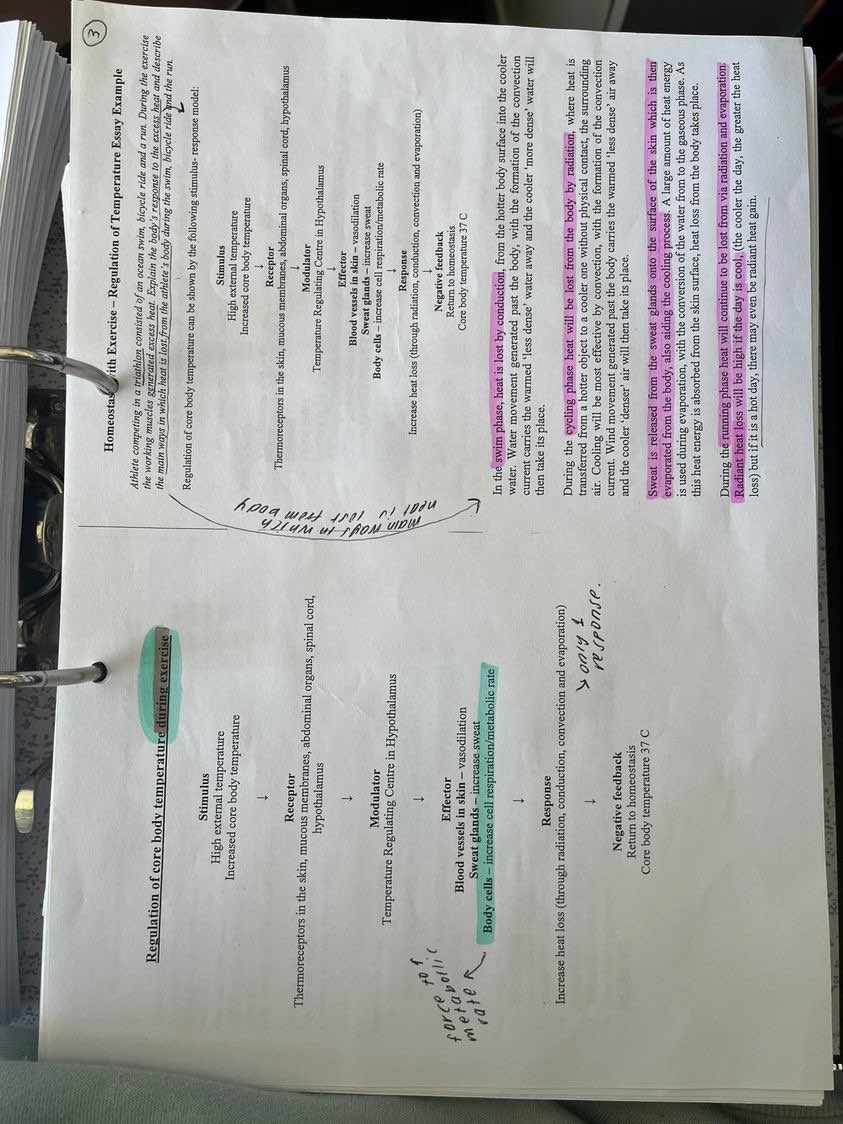 Regulation of core body temperature during exercise
Stimulus
High external temperature
Increased core body temperature
↓
Receptor
Thermoreceptors in the skin, mucous membranes, abdominal organs, spinal cord,
hypothalamus
↓
Modulator
Temperature Regulating Centre in Hypothalamus
↓
Effector
Blood vessels in skin – vasodilation
Sweat glands – increase sweat
Body cells – increase cell respiration/metabolic rate
force to ↑
metabollic
rate
↓
Response
Increase heat loss (through radiation, conduction, convection and evaporation)
↳ only 1
response.
↓
Negative feedback
Return to homeostasis
Core body temperature 37 C
3
Homeostasis with Exercise – Regulation of Temperature Essay Example
Athlete competing in a triathlon consisted of an ocean swim, bicycle ride and a run. During the exercise
the working muscles generated excess heat. Explain the body's response to the excess heat and describe
the main ways in which heat is lost from the athlete's body during the swim, bicycle ride and the run.
Regulation of core body temperature can be shown by the following stimulus- response model:
Stimulus
High external temperature
Increased core body temperature
↓
Receptor
Thermoreceptors in the skin, mucous membranes, abdominal organs, spinal cord, hypothalamus
↓
Modulator
Temperature Regulating Centre in Hypothalamus
↓
Effector
Blood vessels in skin – vasodilation
Sweat glands – increase sweat
Body cells – increase cell respiration/metabolic rate
↓
Response
Increase heat loss (through radiation, conduction, convection and evaporation)
↓
Negative feedback
Return to homeostasis
Core body temperature 37 C
main ways in which
heat is lost from body
In the swim phase, heat is lost by conduction, from the hotter body surface into the cooler
water. Water movement generated past the body, with the formation of the convection
current carries the warmed 'less dense' water away and the cooler 'more dense' water will
then take its place.
During the cycling phase heat will be lost from the body by radiation, where heat is
transferred from a hotter object to a cooler one without physical contact, the surrounding
air. Cooling will be most effective by convection, with the formation of the convection
current. Wind movement generated past the body carries the warmed 'less dense' air away
and the cooler 'denser' air will then take its place.
Sweat is released from the sweat glands onto the surface of the skin which is then
evaporated from the body, also aiding the cooling process. A large amount of heat energy
is used during evaporation, with the conversion of the water from to the gaseous phase. As
this heat energy is absorbed from the skin surface, heat loss from the body takes place.
During the running phase heat will continue to be lost from via radiation and evaporation.
Radiant heat loss will be high if the day is cool, (the cooler the day, the greater the heat
loss) but if it is a hot day, there may even be radiant heat gain.